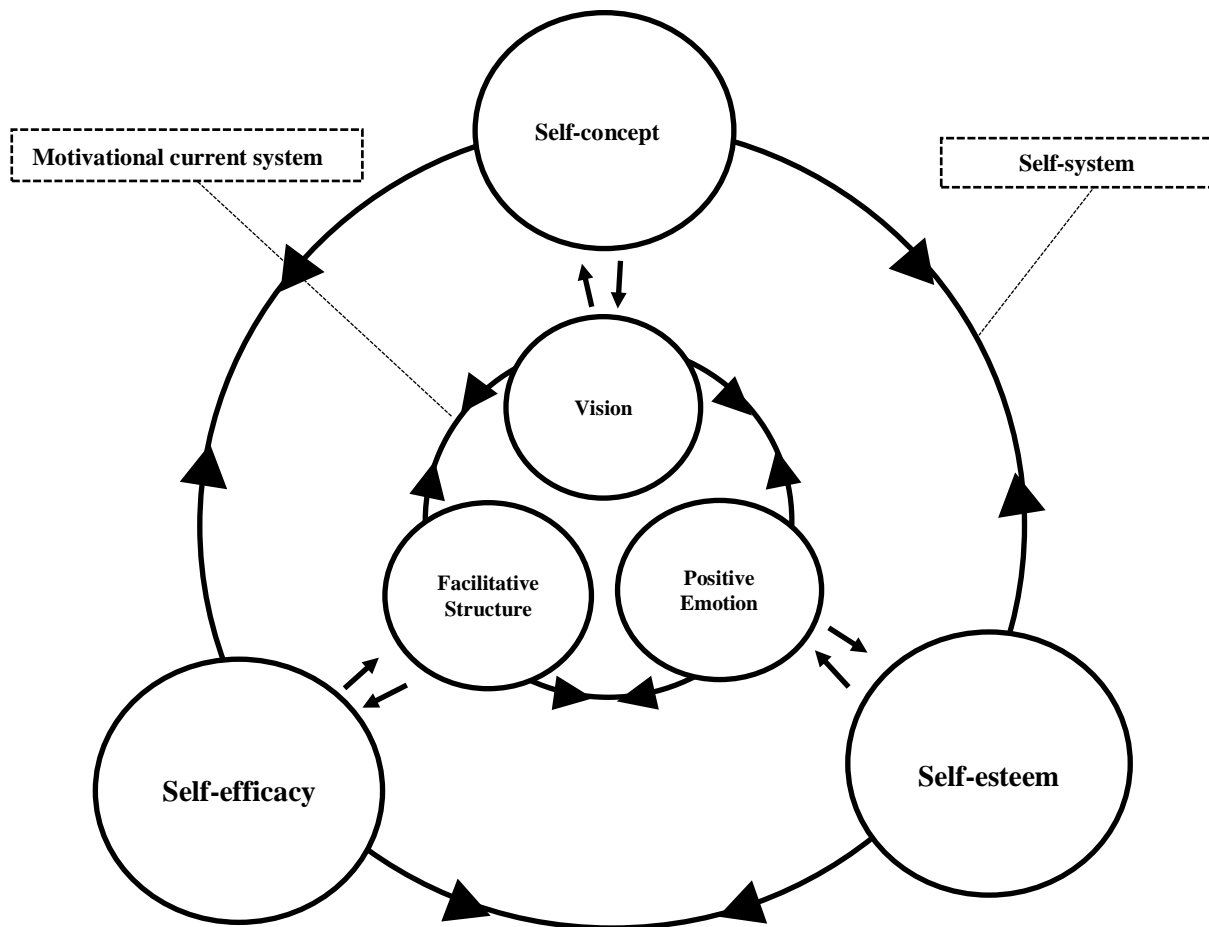 Self-concept
Motivational current system
Self-system
Vision
Facilitative
Structure
Positive
Emotion
Self-efficacy
Self-esteem